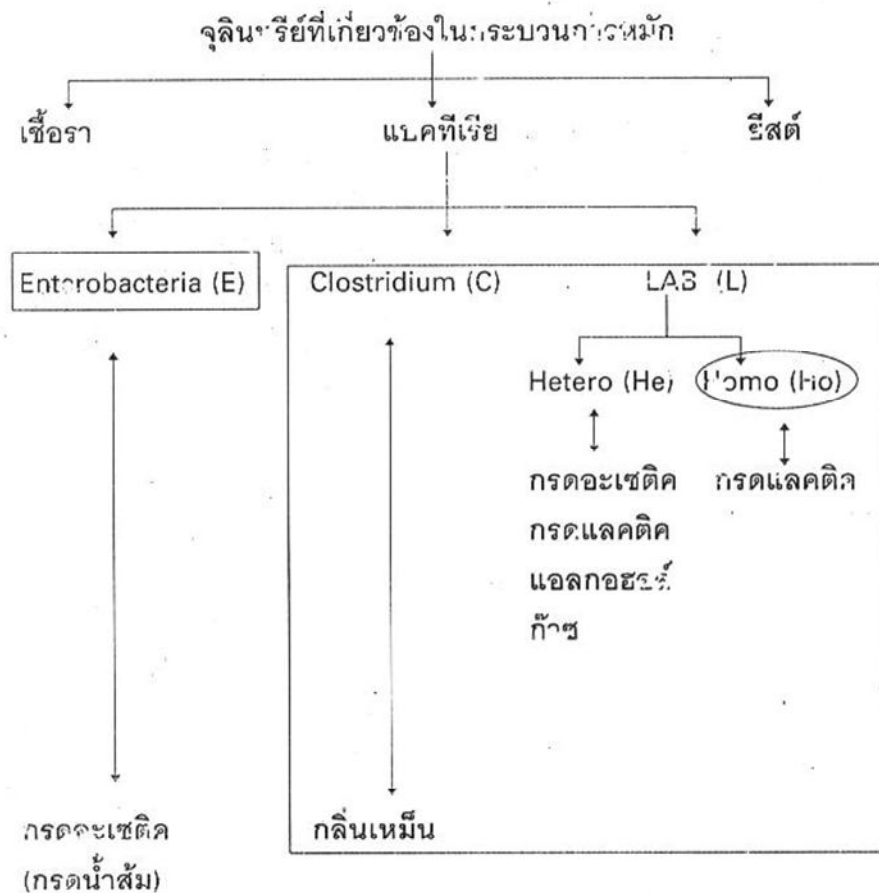 จุลินทรีย์ที่เกี่ยวข้องในกระบวนการหมัก
เชื้อรา แบคทีเรีย ยีสต์
Enterobacteria (E) Clostridium (C) LAB (L)
Hetero (He) Homo (Ho)
กรดอะเซติค กรดแลคติค
กรดแลคติค
แอลกอฮอล์
ก๊าซ
กรดอะเซติค กลิ่นเหม็น
(กรดน้ำส้ม)